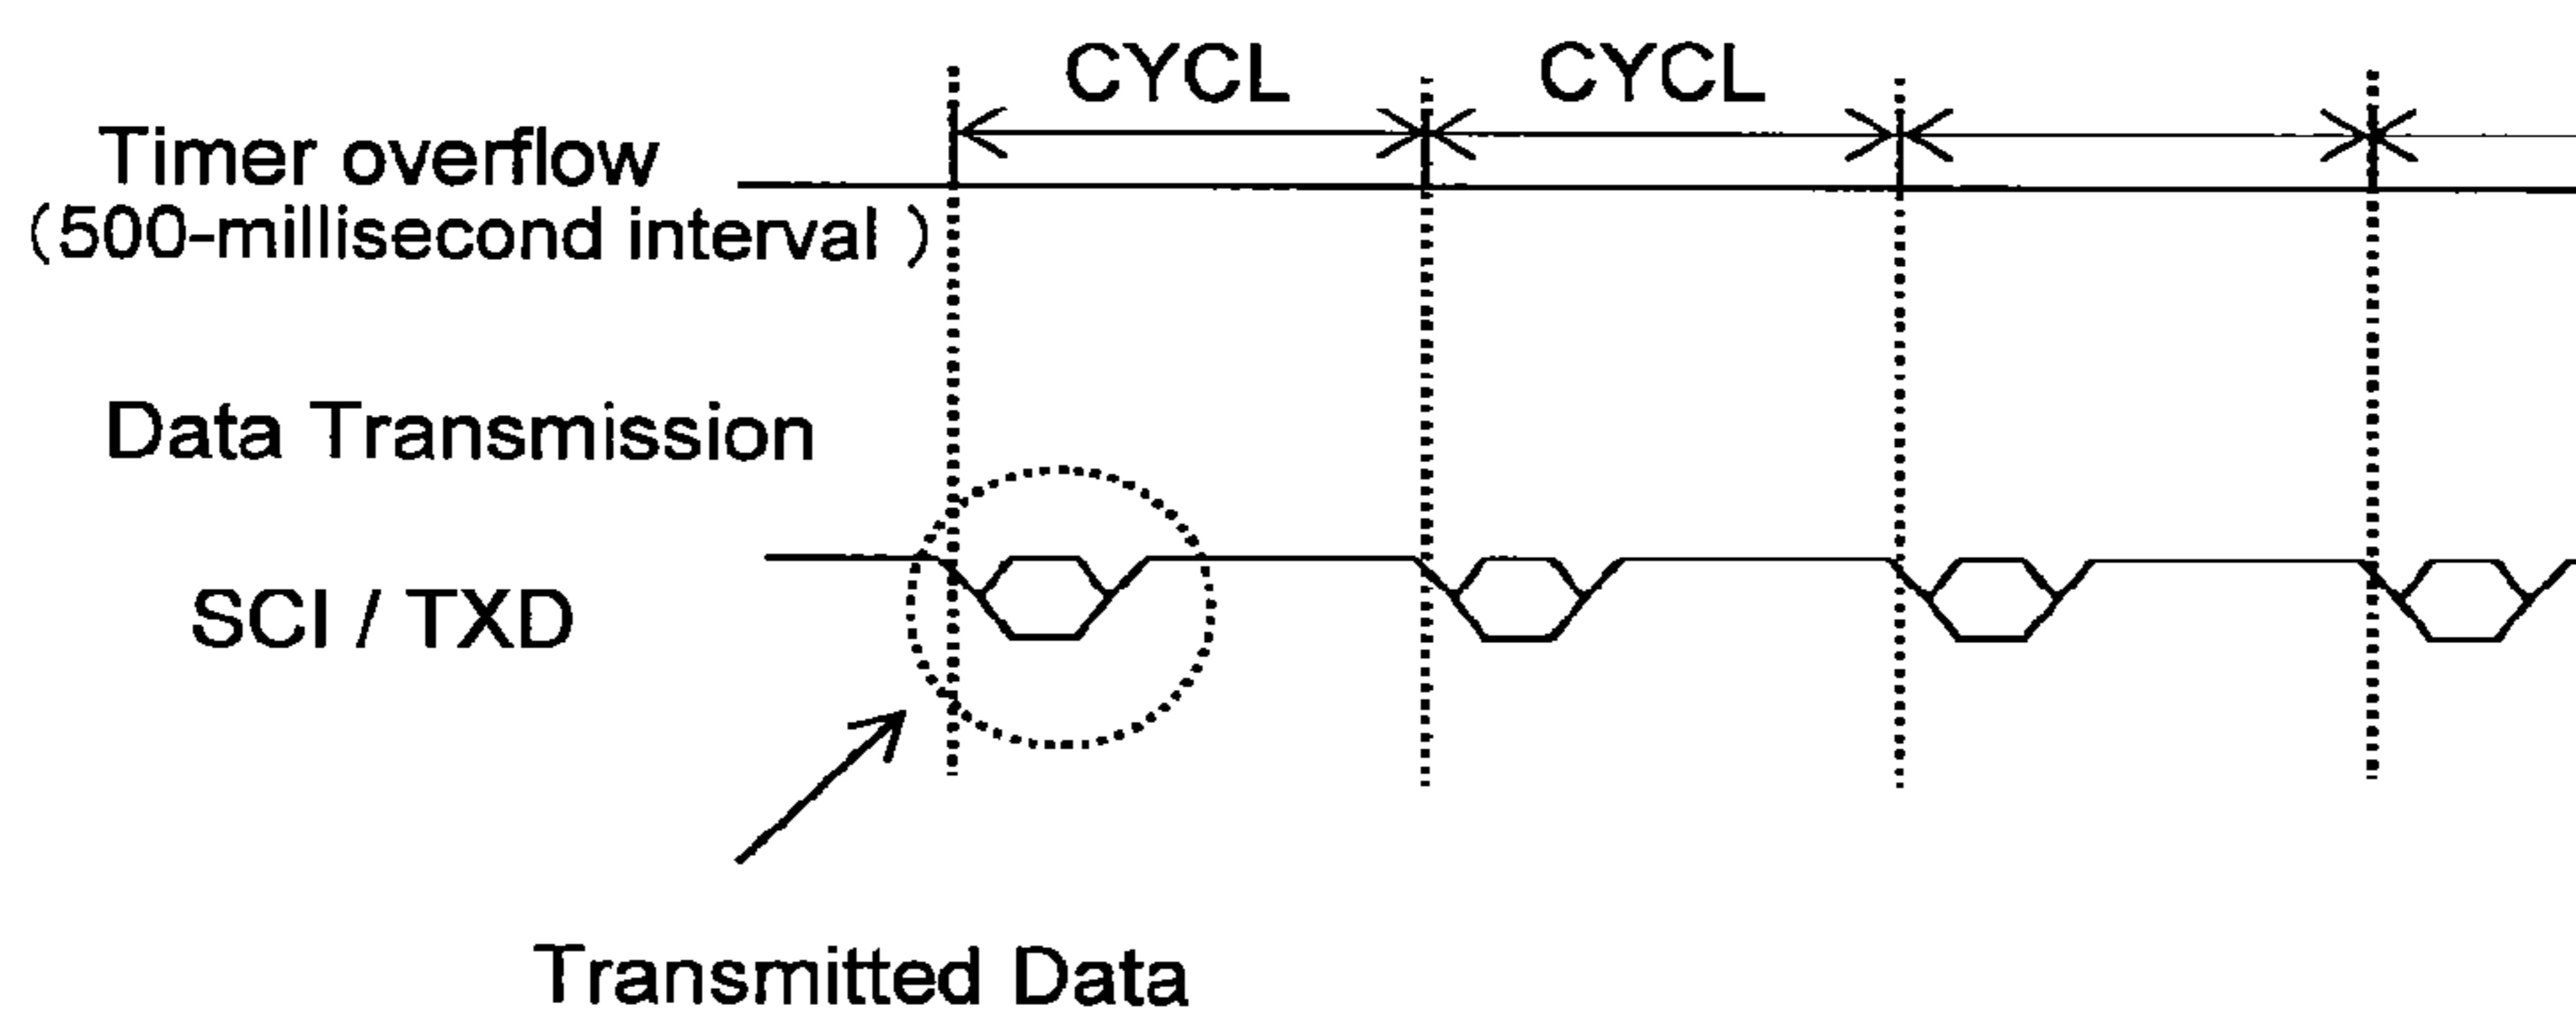 CYCL CYCL
Timer overflow
(500-millisecond interval )
Data Transmission
SCI / TXD
Transmitted Data